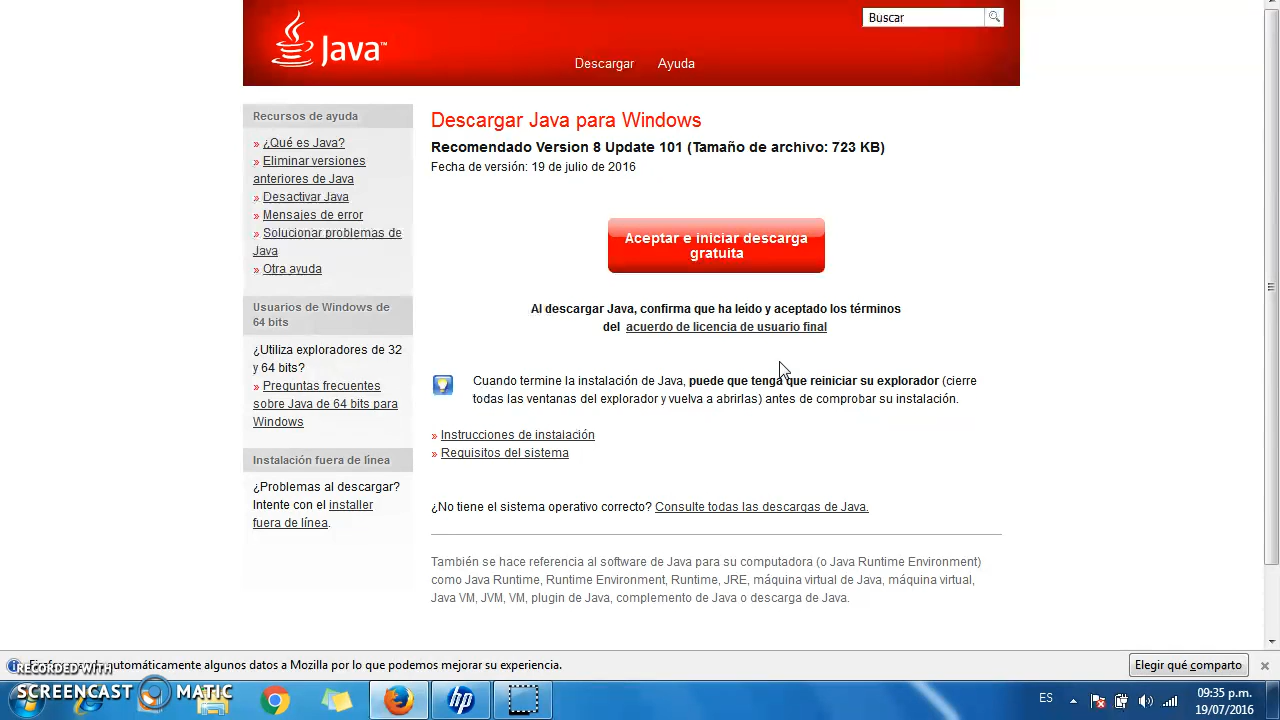 Java™
Buscar
Descargar Ayuda
Recursos de ayuda
» ¿Qué es Java?
» Eliminar versiones
anteriores de Java
» Desactivar Java
» Mensajes de error
» Solucionar problemas de
Java
» Otra ayuda
Usuarios de Windows de
64 bits
¿Utiliza exploradores de 32
y 64 bits?
» Preguntas frecuentes
sobre Java de 64 bits para
Windows
Instalación fuera de línea
¿Problemas al descargar?
Intente con el installer
fuera de línea.
Descargar Java para Windows
Recomendado Version 8 Update 101 (Tamaño de archivo: 723 KB)
Fecha de versión: 19 de julio de 2016
Aceptar e iniciar descarga
gratuita
Al descargar Java, confirma que ha leído y aceptado los términos
del acuerdo de licencia de usuario final
Cuando termine la instalación de Java, puede que tenga que reiniciar su explorador (cierre
todas las ventanas del explorador y vuelva a abrirlas) antes de comprobar su instalación.
» Instrucciones de instalación
» Requisitos del sistema
¿No tiene el sistema operativo correcto? Consulte todas las descargas de Java.
También se hace referencia al software de Java para su computadora (o Java Runtime Environment)
como Java Runtime, Runtime Environment, Runtime, JRE, máquina virtual de Java, máquina virtual,
Java VM, JVM, VM, plugin de Java, complemento de Java o descarga de Java.
automáticamente algunos datos a Mozilla por lo que podemos mejorar su experiencia.
Elegir qué comparto
RECORDED WITH
SCREENCAST MATIC
hp
ES
09:35 p.m.
19/07/2016